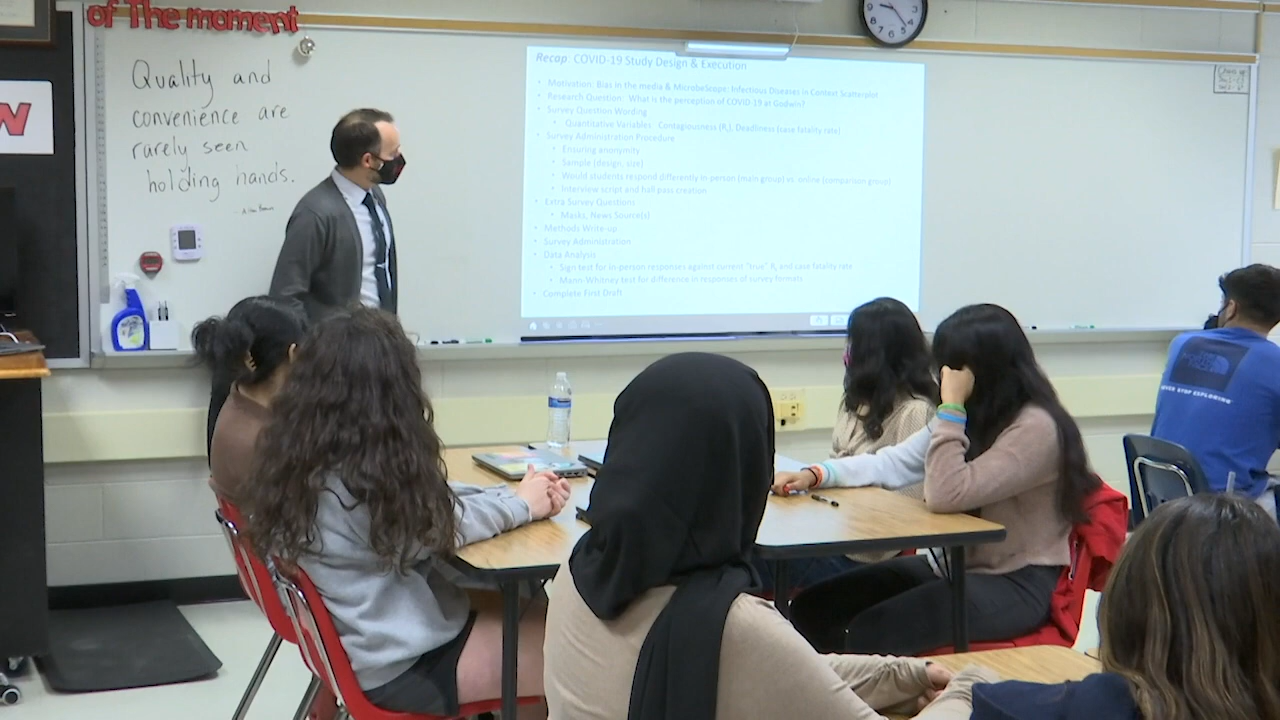 of The moment
Quality and
convenience are
rarely seen
holding hands.
W
Recap: COVID-19 Study Design & Execution
• Motivation: Bias in the media & MicrobeScope: Infectious Diseases in Context Scatterplot
• Research Question: What is the perception of COVID-19 at Godwin?
• Survey Question Wording
• Quantitative Variables: Contagiousness (R₀), Deadliness (case fatality rate)
• Survey Administration Procedure
• Ensuring anonymity
• Sample (design, size)
• Would students respond differently in-person (main group) vs. online (comparison group)
• Interview script and hall pass creation
• Extra Survey Questions
• Masks, News Source(s)
• Methods Write-up
• Survey Administration
• Data Analysis
• Sign test for in-person responses against current "true" R₀ and case fatality rate
• Mann-Whitney test for difference in responses of survey formats
• Complete First Draft
NEVER STOP EXPLORING